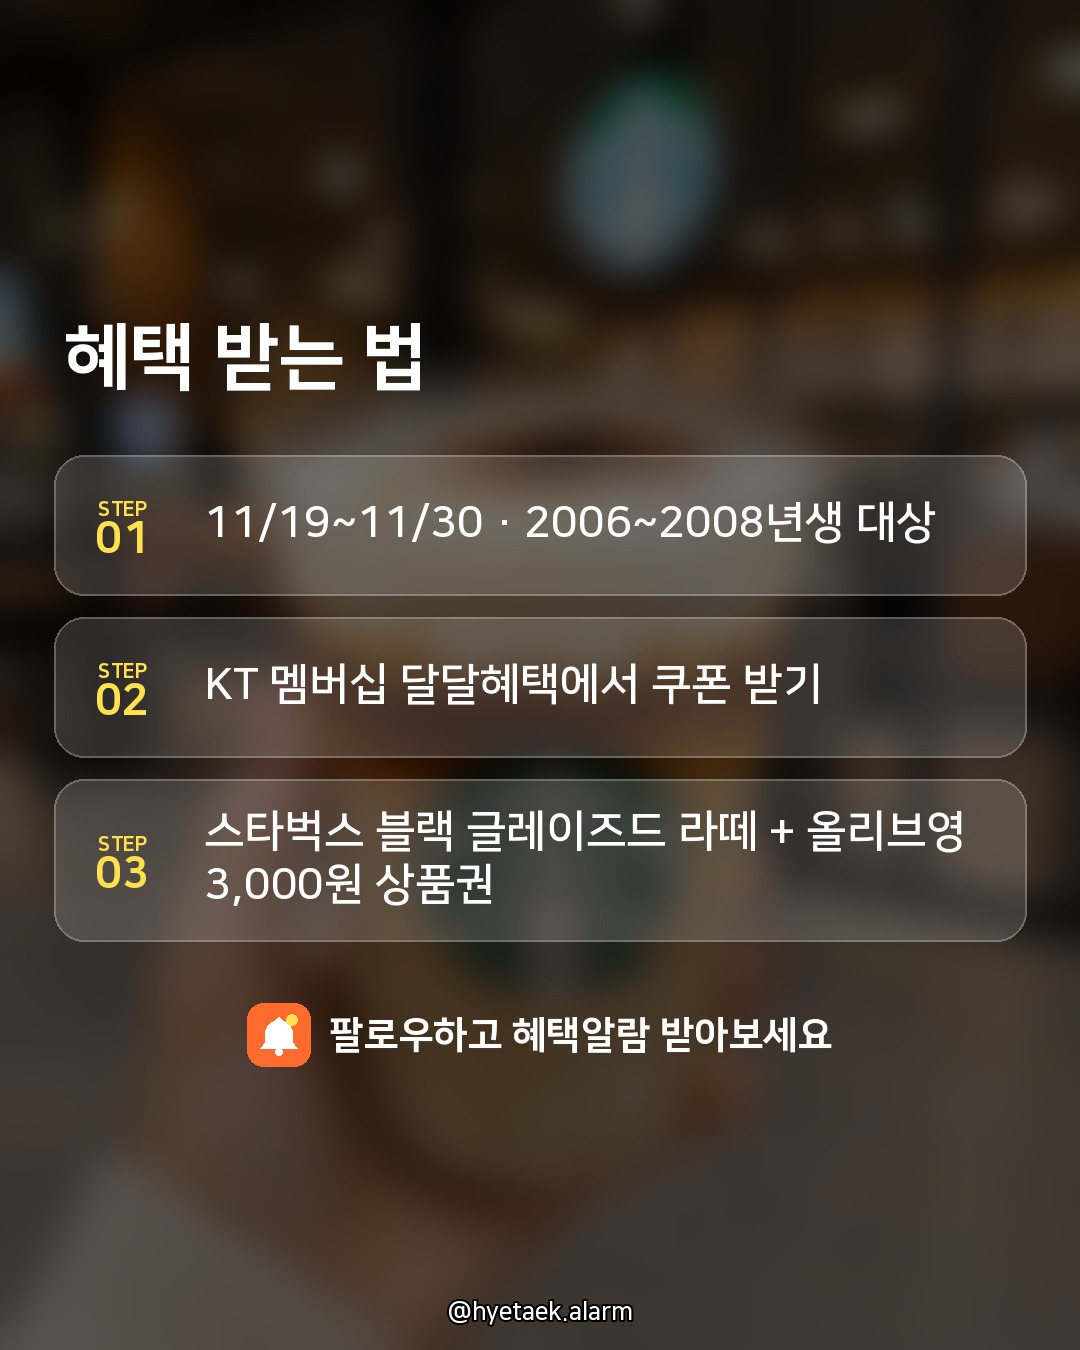 혜택 받는 법
STEP
01
11/19~11/30 · 2006~2008년생 대상
STEP
02
KT 멤버십 달달혜택에서 쿠폰 받기
STEP
03
스타벅스 블랙 글레이즈드 라떼 + 올리브영
3,000원 상품권
팔로우하고 혜택알람 받아보세요
@hyetaek.alarm